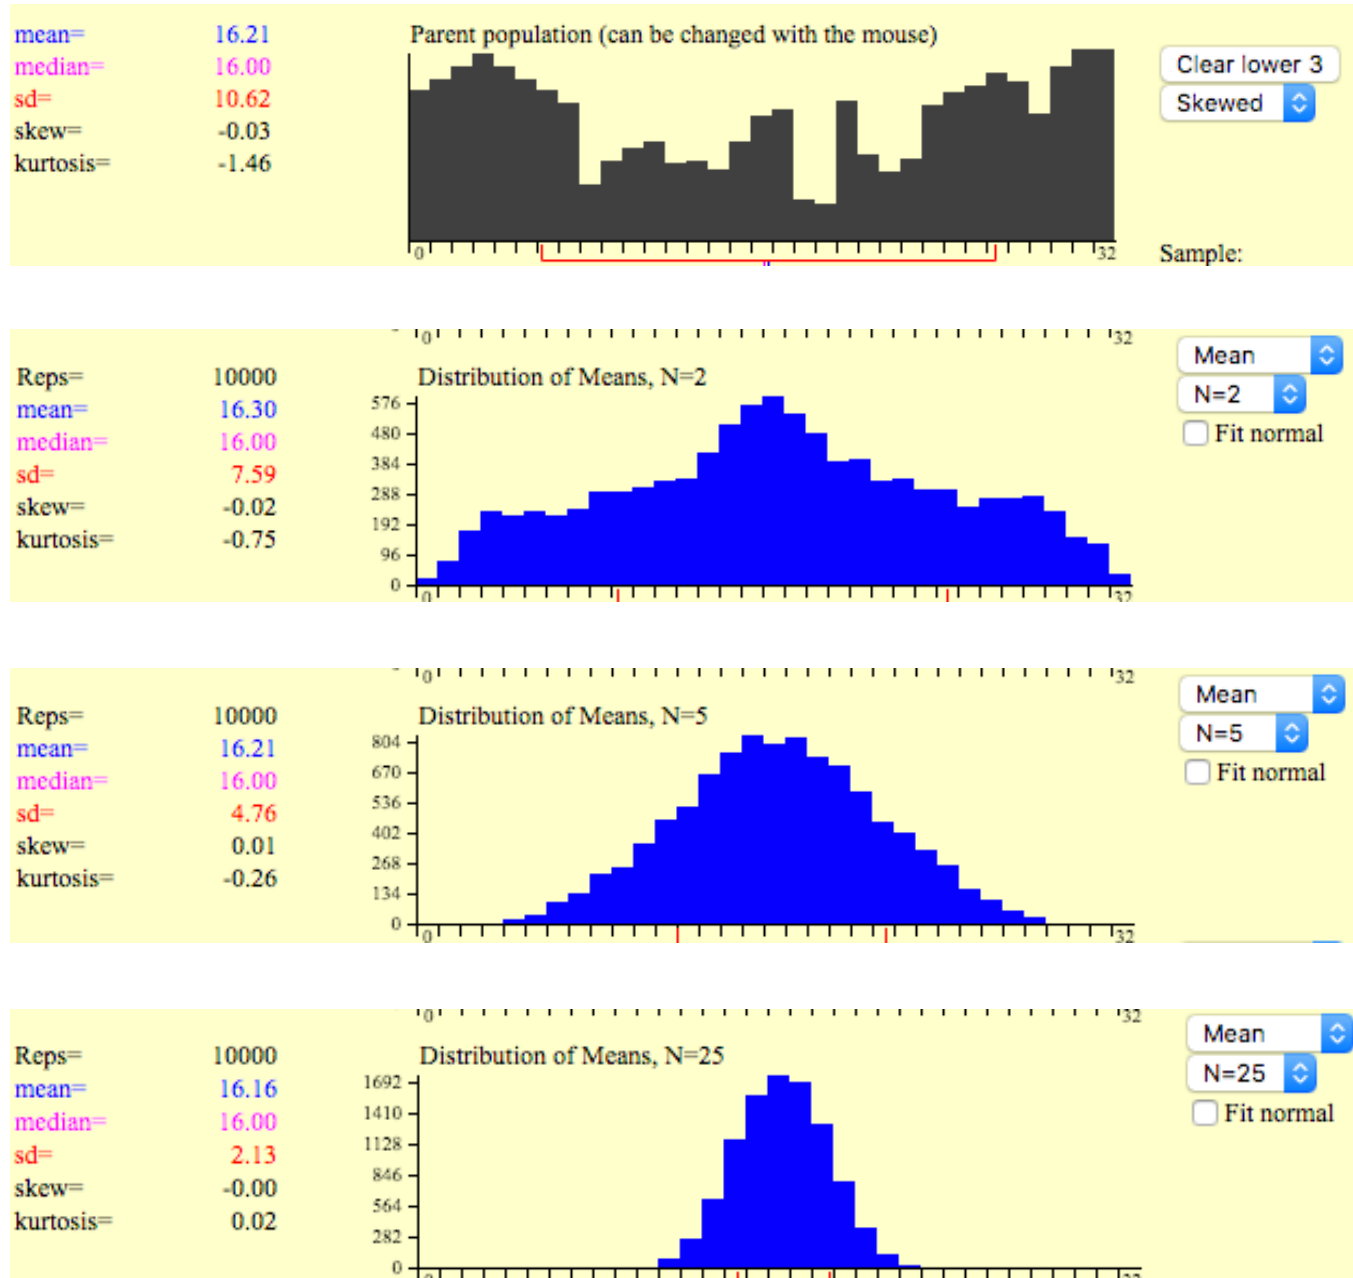 mean= 16.21 Parent population (can be changed with the mouse)
median= 16.00 Clear lower 3
sd= 10.62 Skewed
skew= -0.03
kurtosis= -1.46
0 32 Sample:
0 32
Mean
Reps= 10000 Distribution of Means, N=2
mean= 16.30 576 N=2
median= 16.00 480 Fit normal
sd= 7.59 384
skew= -0.02 288
192
kurtosis= -0.75 96
0
0 32
0 32
Mean
Reps= 10000 Distribution of Means, N=5
mean= 16.21 804 N=5
median= 16.00 670 Fit normal
sd= 4.76 536
skew= 0.01 402
268
kurtosis= -0.26 134
0
0 32
0 32
Mean
Reps= 10000 Distribution of Means, N=25
mean= 16.16 1692 N=25
median= 16.00 1410 Fit normal
sd= 2.13 1128
846
skew= -0.00 564
kurtosis= 0.02 282
0
0 32